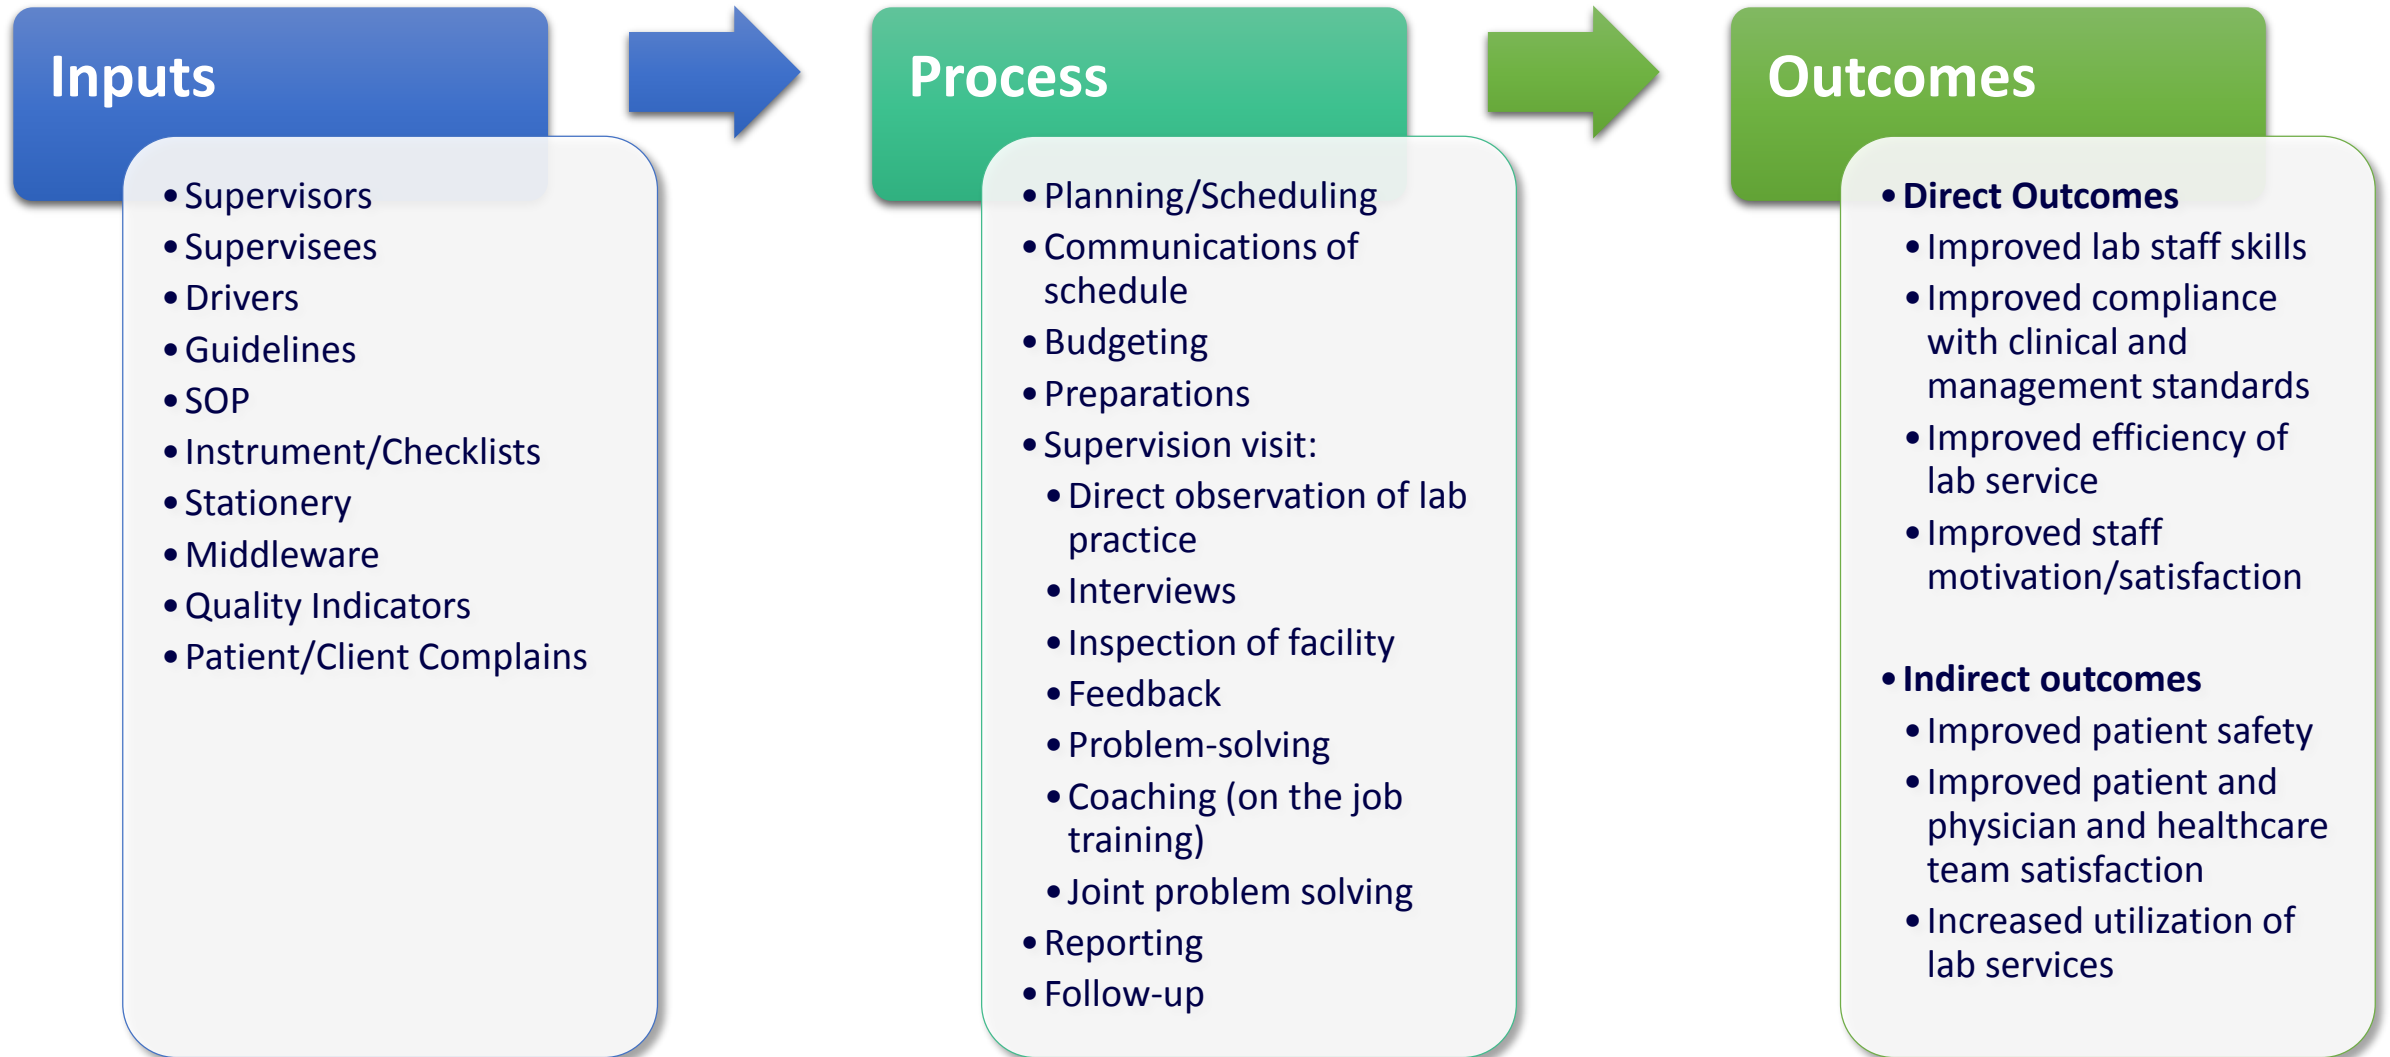 Inputs
• Supervisors
• Supervisees
• Drivers
• Guidelines
• SOP
• Instrument/Checklists
• Stationery
• Middleware
• Quality Indicators
• Patient/Client Complains
Process
• Planning/Scheduling
• Communications of
schedule
• Budgeting
• Preparations
• Supervision visit:
• Direct observation of lab
practice
• Interviews
• Inspection of facility
• Feedback
• Problem-solving
• Coaching (on the job
training)
• Joint problem solving
• Reporting
• Follow-up
Outcomes
• Direct Outcomes
• Improved lab staff skills
• Improved compliance
with clinical and
management standards
• Improved efficiency of
lab service
• Improved staff
motivation/satisfaction
• Indirect outcomes
• Improved patient safety
• Improved patient and
physician and healthcare
team satisfaction
• Increased utilization of
lab services